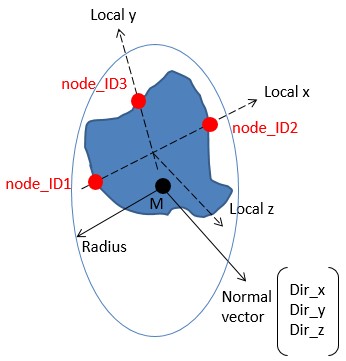 Local y
node_ID3
Local x
node_ID2
node_ID1
M
Local z
Radius
Normal
vector
Dir_x
Dir_y
Dir_z